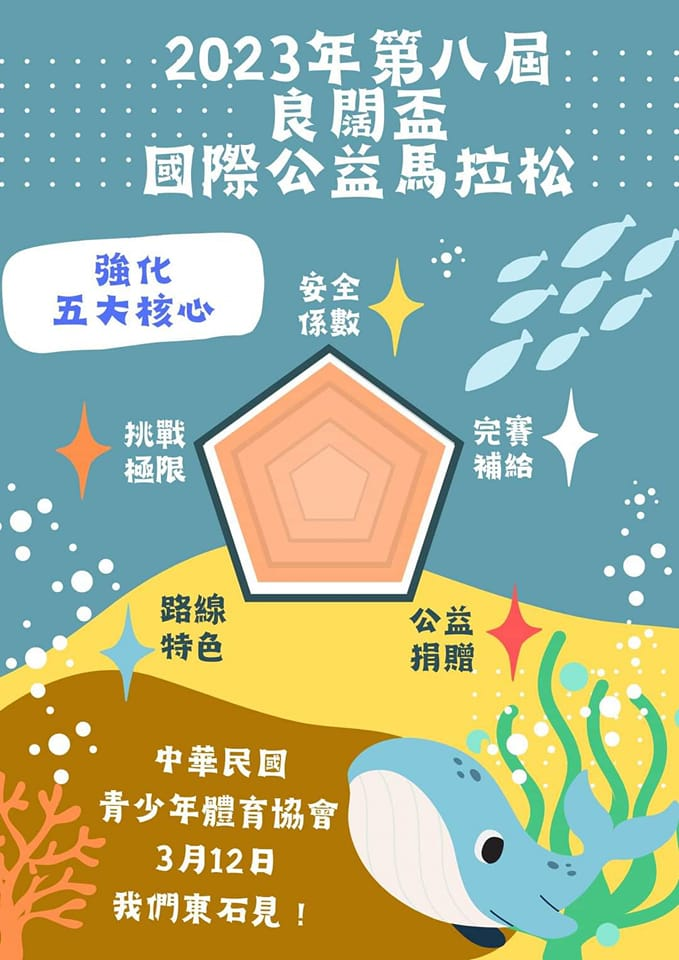 2023年第八屆
良闊盃
國際公益馬拉松
強化
五大核心
安全
係數
挑戰
極限
完賽
補給
路線
特色
公益
捐贈
中華民國
青少年體育協會
3月12日
我們東石見！